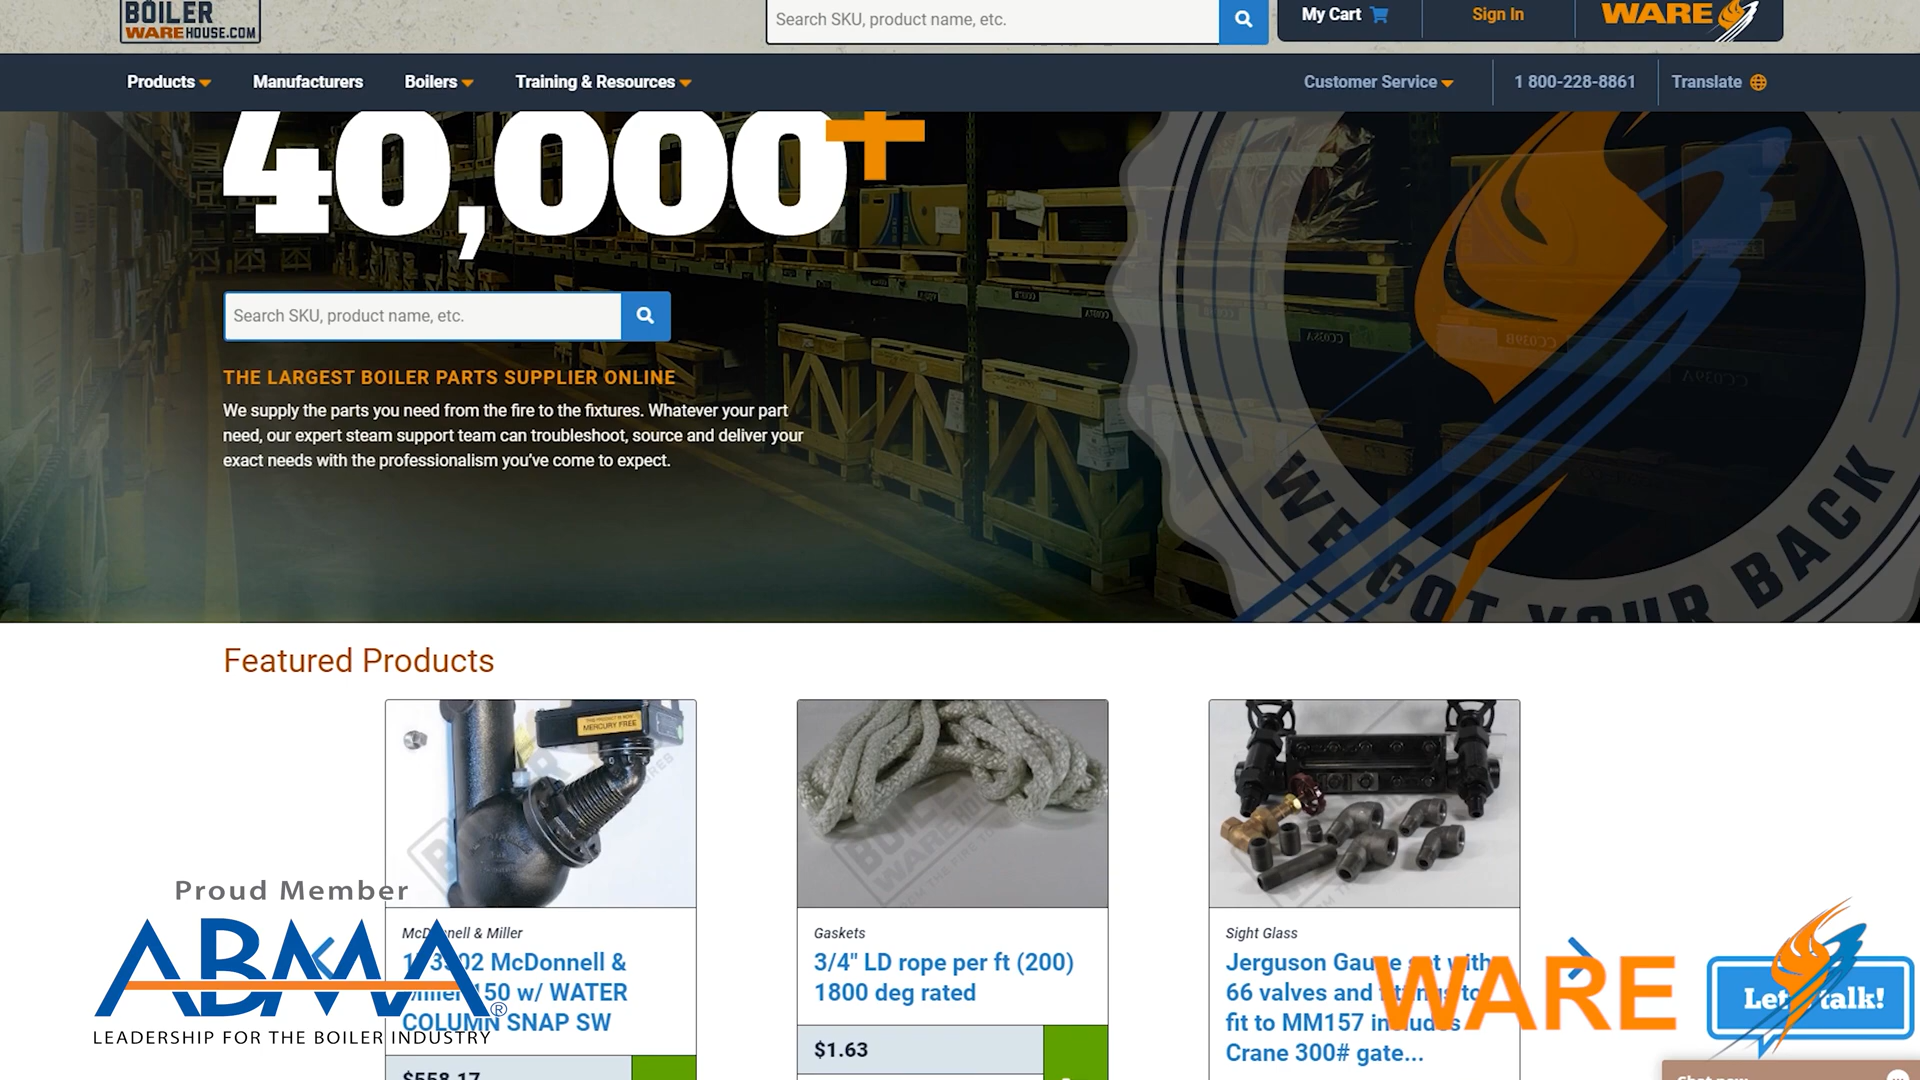 BOILER
WAREHOUSE.COM
Search SKU, product name, etc.
My Cart
Sign In
WARE
Products
Manufacturers
Boilers
Training & Resources
Customer Service
1 800-228-8861
Translate
40,000+
Search SKU, product name, etc.
THE LARGEST BOILER PARTS SUPPLIER ONLINE
We supply the parts you need from the fire to the fixtures. Whatever your part
need, our expert steam support team can troubleshoot, source and deliver your
exact needs with the professionalism you've come to expect.
WE GOT YOUR BACK
Featured Products
MERCURY FREE
McDonnell & Miller
McDonnell &
150 w/ WATER
COLUMN SNAP SW
$558.17
Gaskets
3/4" LD rope per ft (200)
1800 deg rated
$1.63
Sight Glass
Jerguson Gauge set with
66 valves and fittings to
fit to MM157 includes
Crane 300# gate...
Proud Member
ABMA®
LEADERSHIP FOR THE BOILER INDUSTRY
WARE
Let's talk!
Chat now